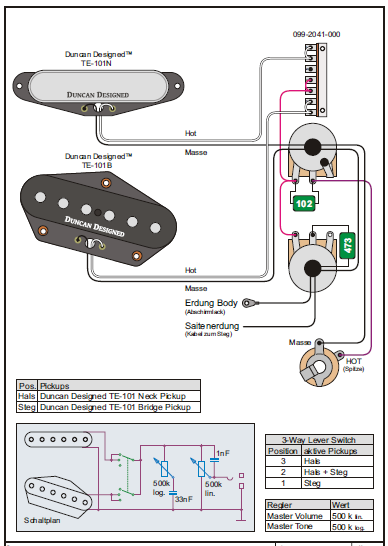 099-2041-000
Duncan Designed™
TE-101N
DUNCAN DESIGNED
Hot
Masse
Duncan Designed™
TE-101B
DUNCAN DESIGNED
102
473
Hot
Masse
Erdung Body
(Abschirmlack)
Saitenerdung
(Kabel zum Steg)
Masse
HOT
(Spitze)
Pos. Pickups
Hals Duncan Designed TE-101 Neck Pickup
Steg Duncan Designed TE-101 Bridge Pickup
1nF
500k
log.
500k
lin.
33nF
Schaltplan
3-Way Lever Switch
Position aktive Pickups
3 Hals
2 Hals + Steg
1 Steg
Regler Wert
Master Volume 500 k lin.
Master Tone 500 k log.